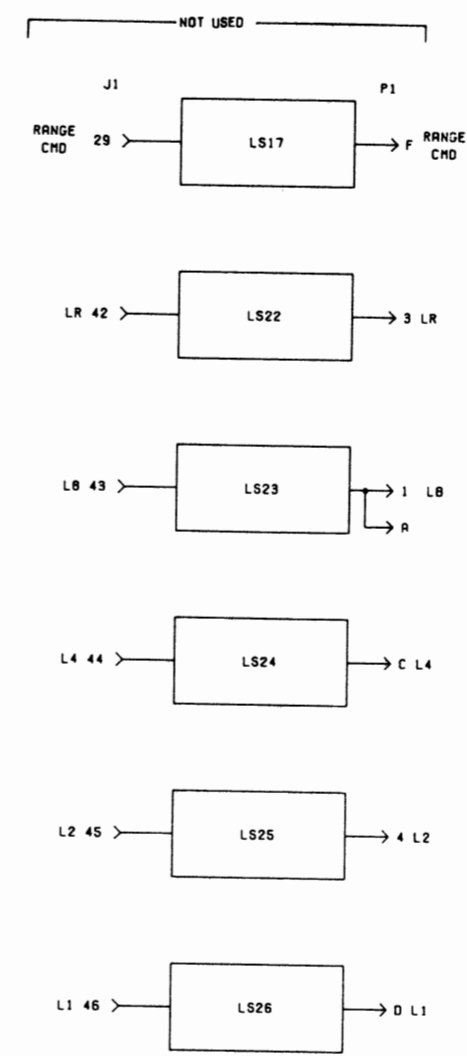 NOT USED
J1 P1
RANGE CMD 29 LS17 F RANGE CMD
LR 42 LS22 3 LR
L8 43 LS23 1 L8
A
L4 44 LS24 C L4
L2 45 LS25 4 L2
L1 46 LS26 D L1